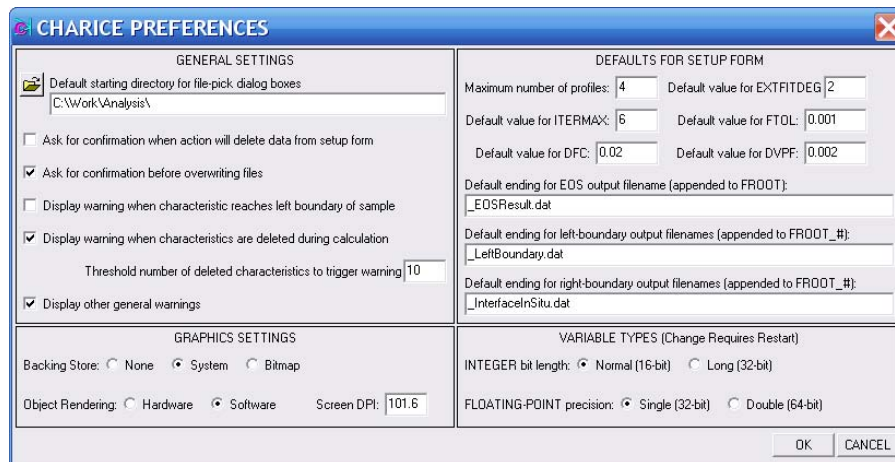 CHARICE PREFERENCES
GENERAL SETTINGS
Default starting directory for file-pick dialog boxes
C:\Work\Analysis\
Ask for confirmation when action will delete data from setup form
Ask for confirmation before overwriting files
Display warning when characteristic reaches left boundary of sample
Display warning when characteristics are deleted during calculation
Threshold number of deleted characteristics to trigger warning 10
Display other general warnings
DEFAULTS FOR SETUP FORM
Maximum number of profiles: 4 Default value for EXTFITDEG 2
Default value for ITERMAX: 6 Default value for FTOL: 0.001
Default value for DFC: 0.02 Default value for DVPF: 0.002
Default ending for EOS output filename (appended to FROOT):
_EOSResult.dat
Default ending for left-boundary output filenames (appended to FROOT_#):
_LeftBoundary.dat
Default ending for right-boundary output filenames (appended to FROOT_#):
_InterfaceInSitu.dat
GRAPHICS SETTINGS
Backing Store: None System Bitmap
Object Rendering: Hardware Software Screen DPI: 101.6
VARIABLE TYPES (Change Requires Restart)
INTEGER bit length: Normal (16-bit) Long (32-bit)
FLOATING-POINT precision: Single (32-bit) Double (64-bit)
OK CANCEL